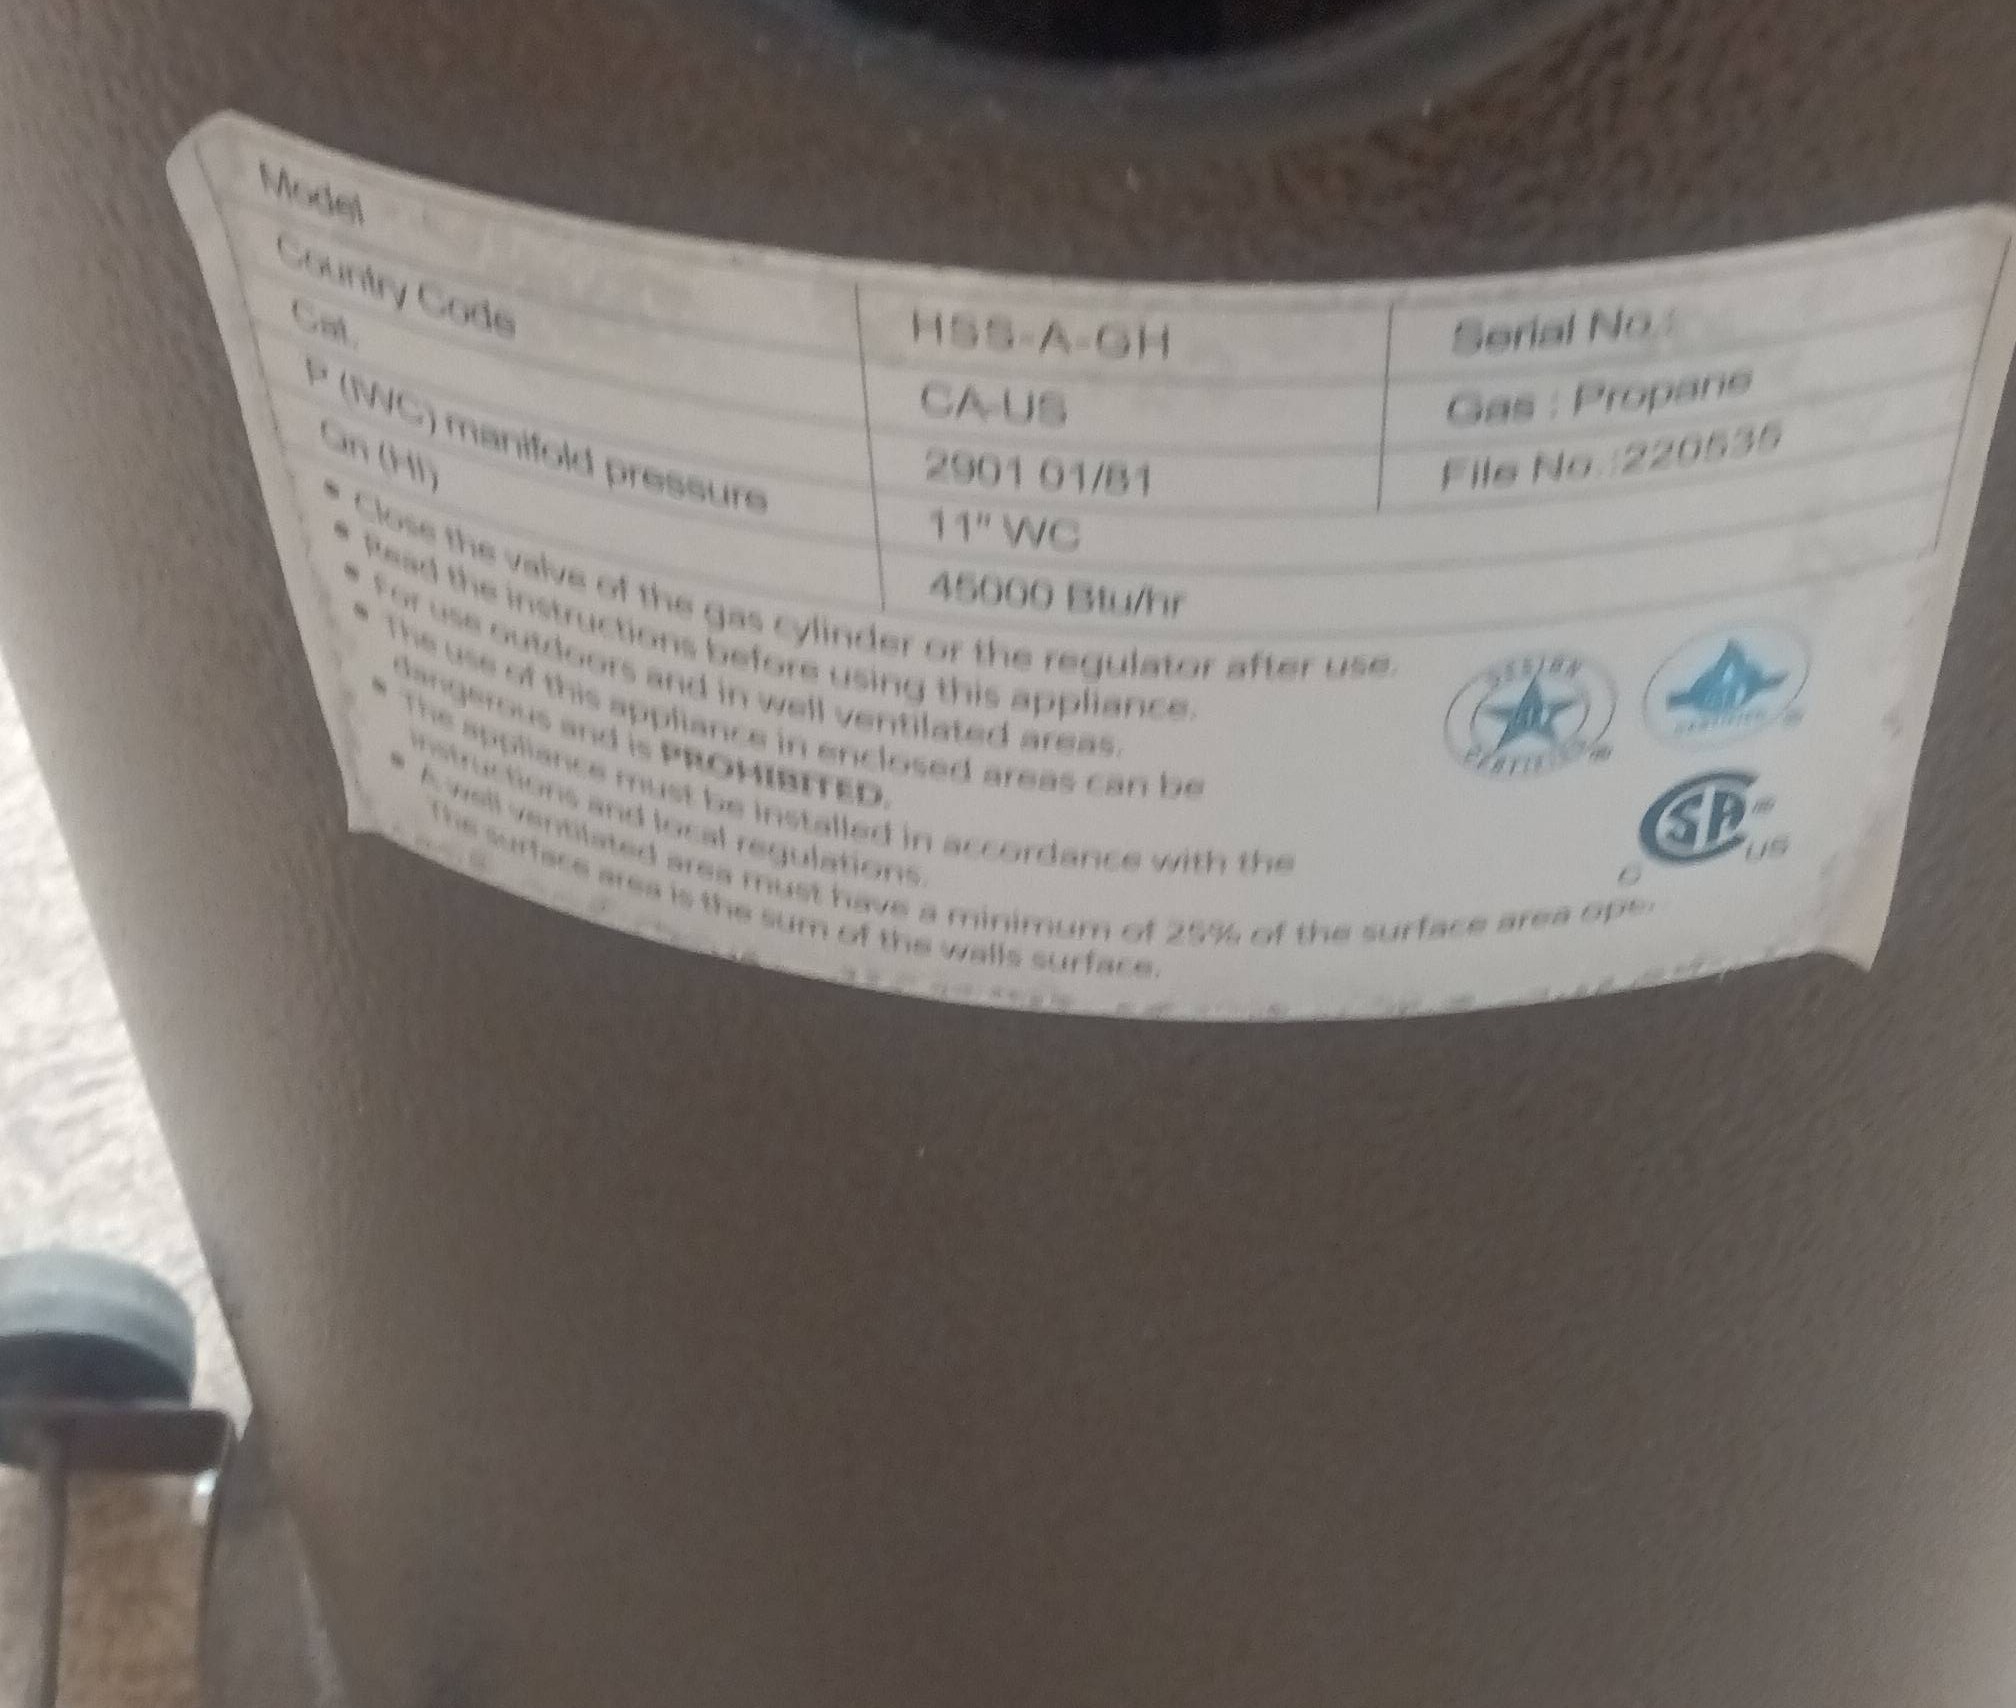 Model HSS-A-GH Serial No.:
Country Code CA-US Gas : Propane
Cat. 2901 01/81 File No.:220535
P (IWC) manifold pressure 11" WC
Qn (HI) 45000 Btu/hr
• Close the valve of the gas cylinder or the regulator after use.
• Read the instructions before using this appliance.
• For use outdoors and in well ventilated areas.
• The use of this appliance in enclosed areas can be
dangerous and is PROHIBITED.
• The appliance must be installed in accordance with the
instructions and local regulations.
• A well ventilated area must have a minimum of 25% of the surface area
The surface area is the sum of the walls surface.
DESIGN
CERTIFIED ®
CERTIFIED ®
CSA ®
C US